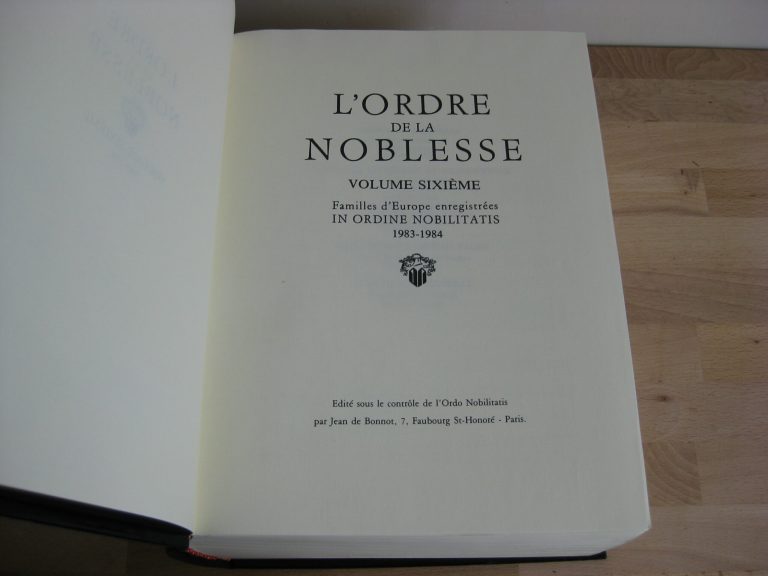 L'ORDRE
DE LA
NOBLESSE
VOLUME SIXIÈME
Familles d'Europe enregistrées
IN ORDINE NOBILITATIS
1983-1984
Edité sous le contrôle de l'Ordo Nobilitatis
par Jean de Bonnot, 7, Faubourg St-Honoré - Paris.